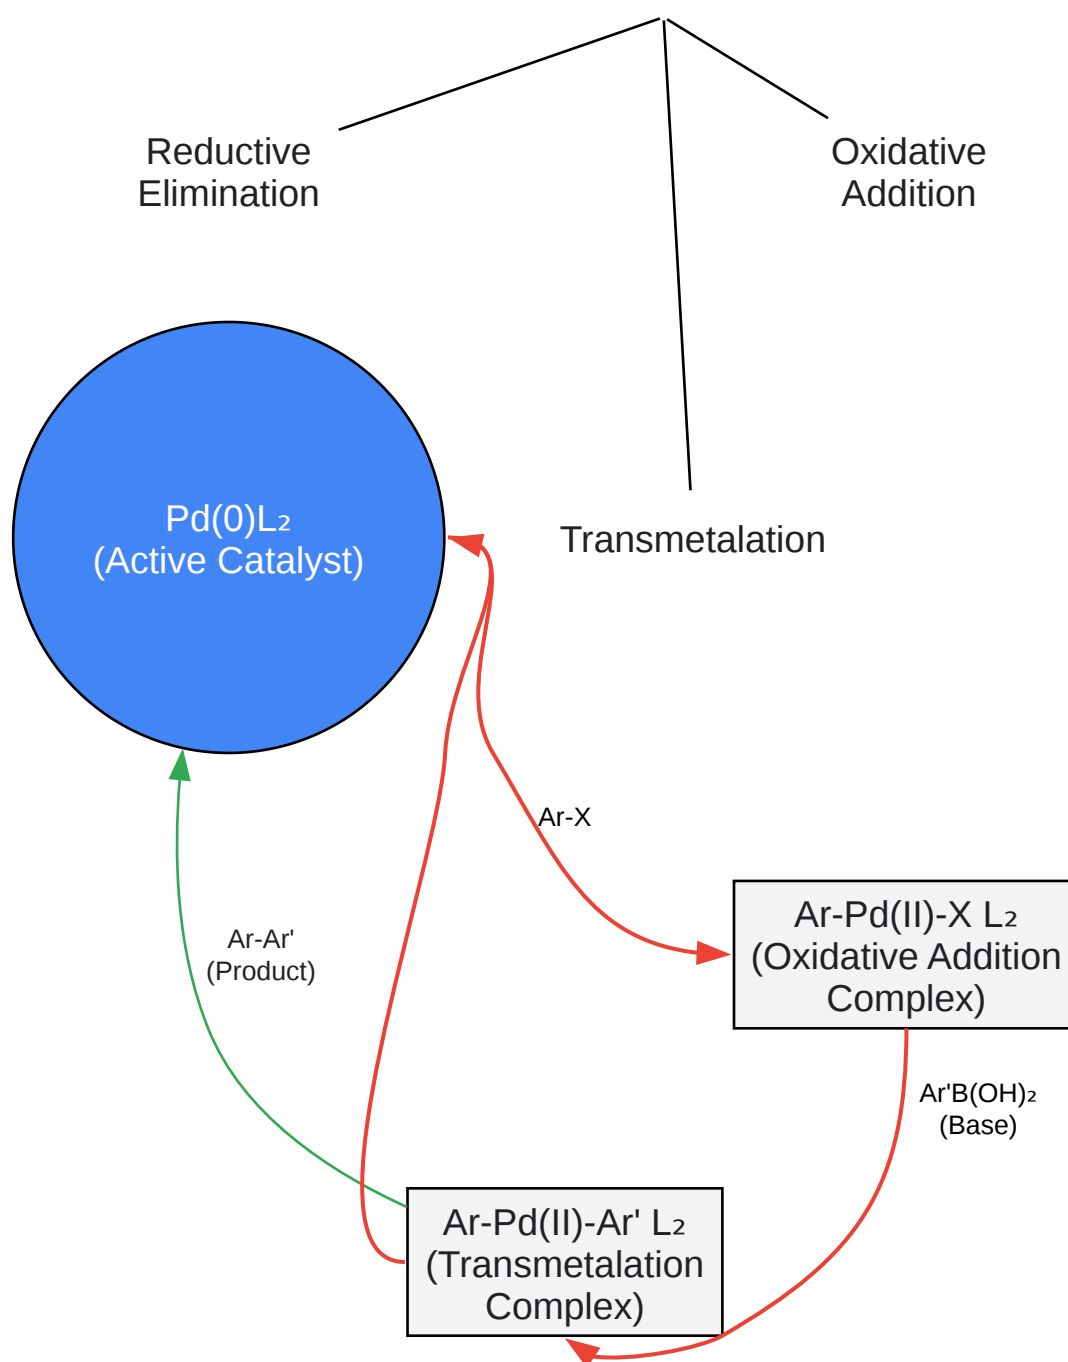 Reductive
Elimination
Oxidative
Addition
Pd(0)L₂
(Active Catalyst)
Transmetalation
Ar-X
Ar-Ar'
(Product)
Ar-Pd(II)-X L₂
(Oxidative Addition
Complex)
Ar'B(OH)₂
(Base)
Ar-Pd(II)-Ar' L₂
(Transmetalation
Complex)